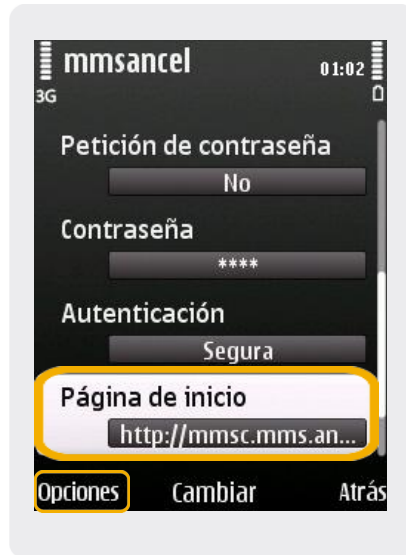 mmsancel
01:02
3G
Petición de contraseña
No
Contraseña
****
Autenticación
Segura
Página de inicio
http://mmsc.mms.an...
Opciones Cambiar Atrás